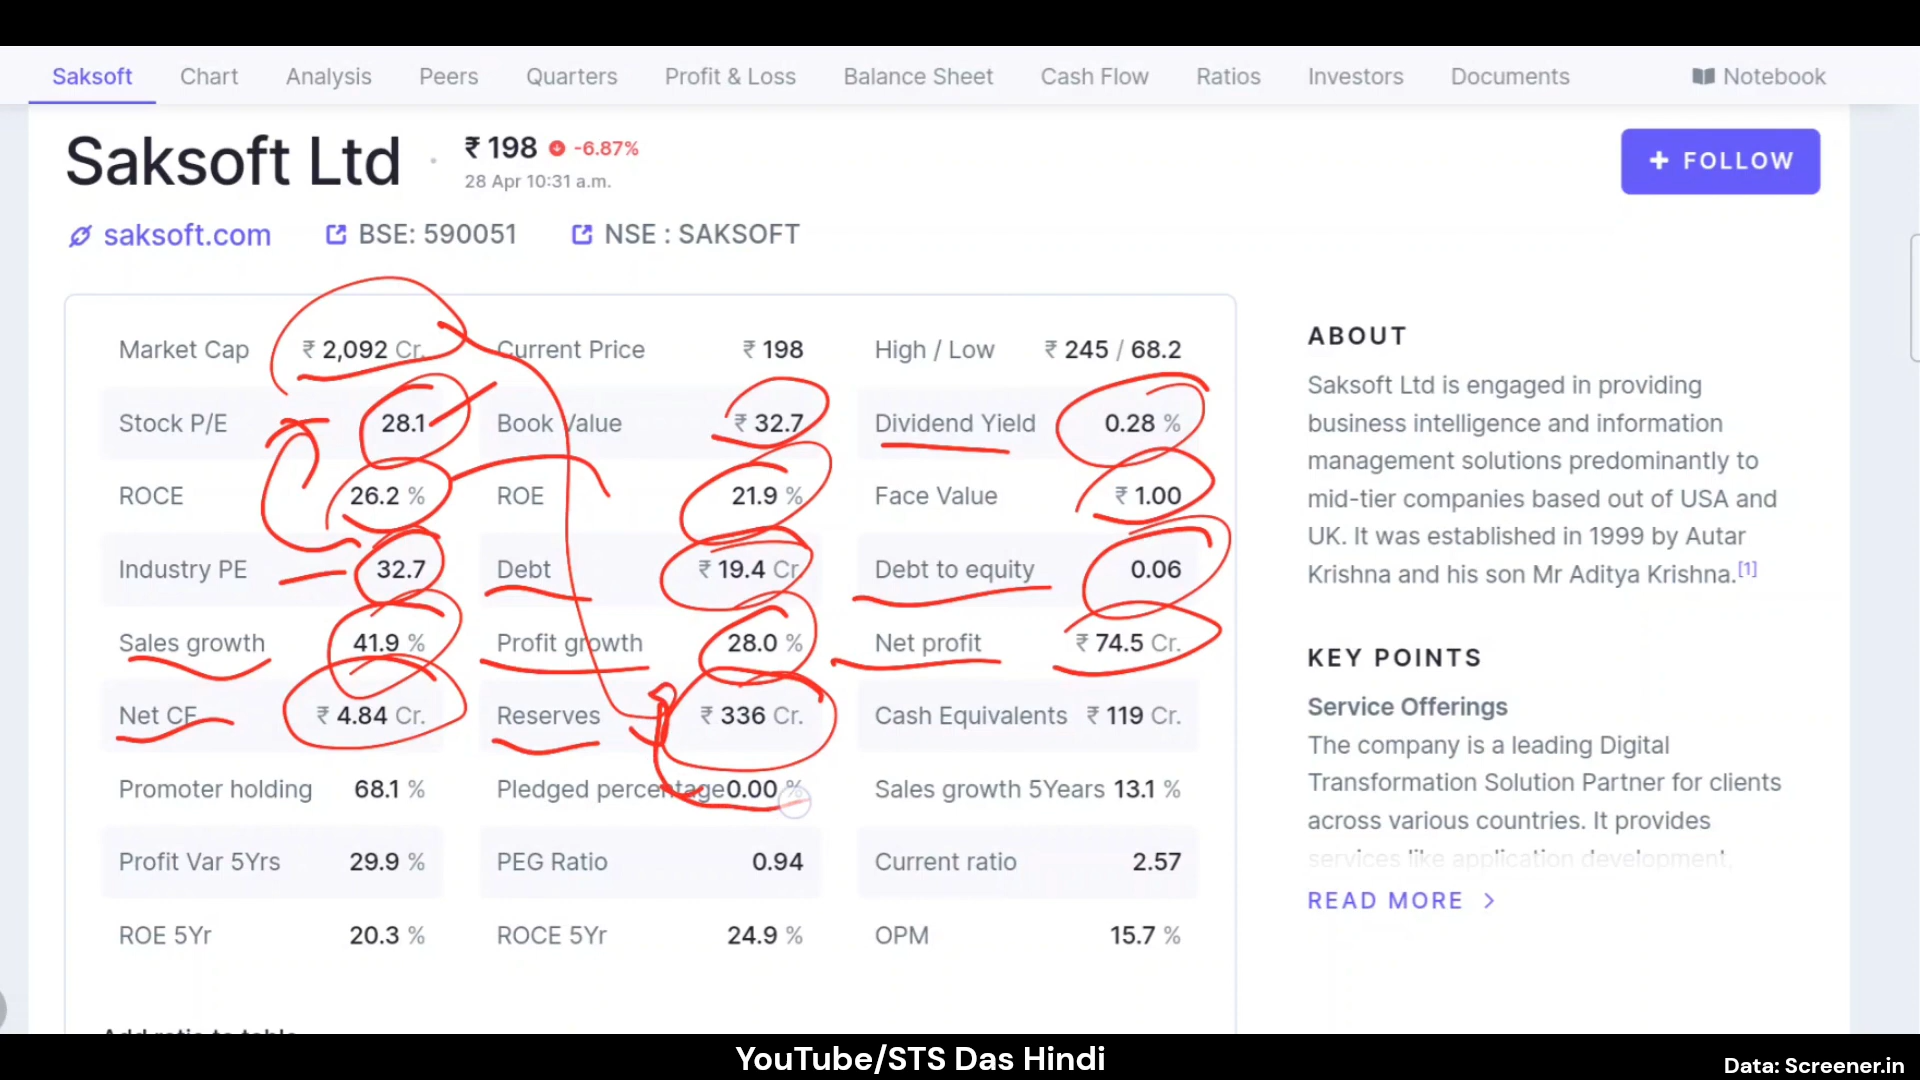 Saksoft Chart Analysis Peers Quarters Profit & Loss Balance Sheet Cash Flow Ratios Investors Documents Notebook
Saksoft Ltd ₹ 198 -6.87%
28 Apr 10:31 a.m.
+ FOLLOW
saksoft.com BSE: 590051 NSE : SAKSOFT
Market Cap ₹ 2,092 Cr. Current Price ₹ 198 High / Low ₹ 245 / 68.2
Stock P/E 28.1 Book Value ₹ 32.7 Dividend Yield 0.28 %
ROCE 26.2 % ROE 21.9 % Face Value ₹ 1.00
Industry PE 32.7 Debt ₹ 19.4 Cr. Debt to equity 0.06
Sales growth 41.9 % Profit growth 28.0 % Net profit ₹ 74.5 Cr.
Net CF ₹ 4.84 Cr. Reserves ₹ 336 Cr. Cash Equivalents ₹ 119 Cr.
Promoter holding 68.1 % Pledged percentage 0.00 % Sales growth 5Years 13.1 %
Profit Var 5Yrs 29.9 % PEG Ratio 0.94 Current ratio 2.57
ROE 5Yr 20.3 % ROCE 5Yr 24.9 % OPM 15.7 %
Add ratio to table
ABOUT
Saksoft Ltd is engaged in providing
business intelligence and information
management solutions predominantly to
mid-tier companies based out of USA and
UK. It was established in 1999 by Autar
Krishna and his son Mr Aditya Krishna.[1]
KEY POINTS
Service Offerings
The company is a leading Digital
Transformation Solution Partner for clients
across various countries. It provides
services like application development,
READ MORE >
YouTube/STS Das Hindi
Data: Screener.in